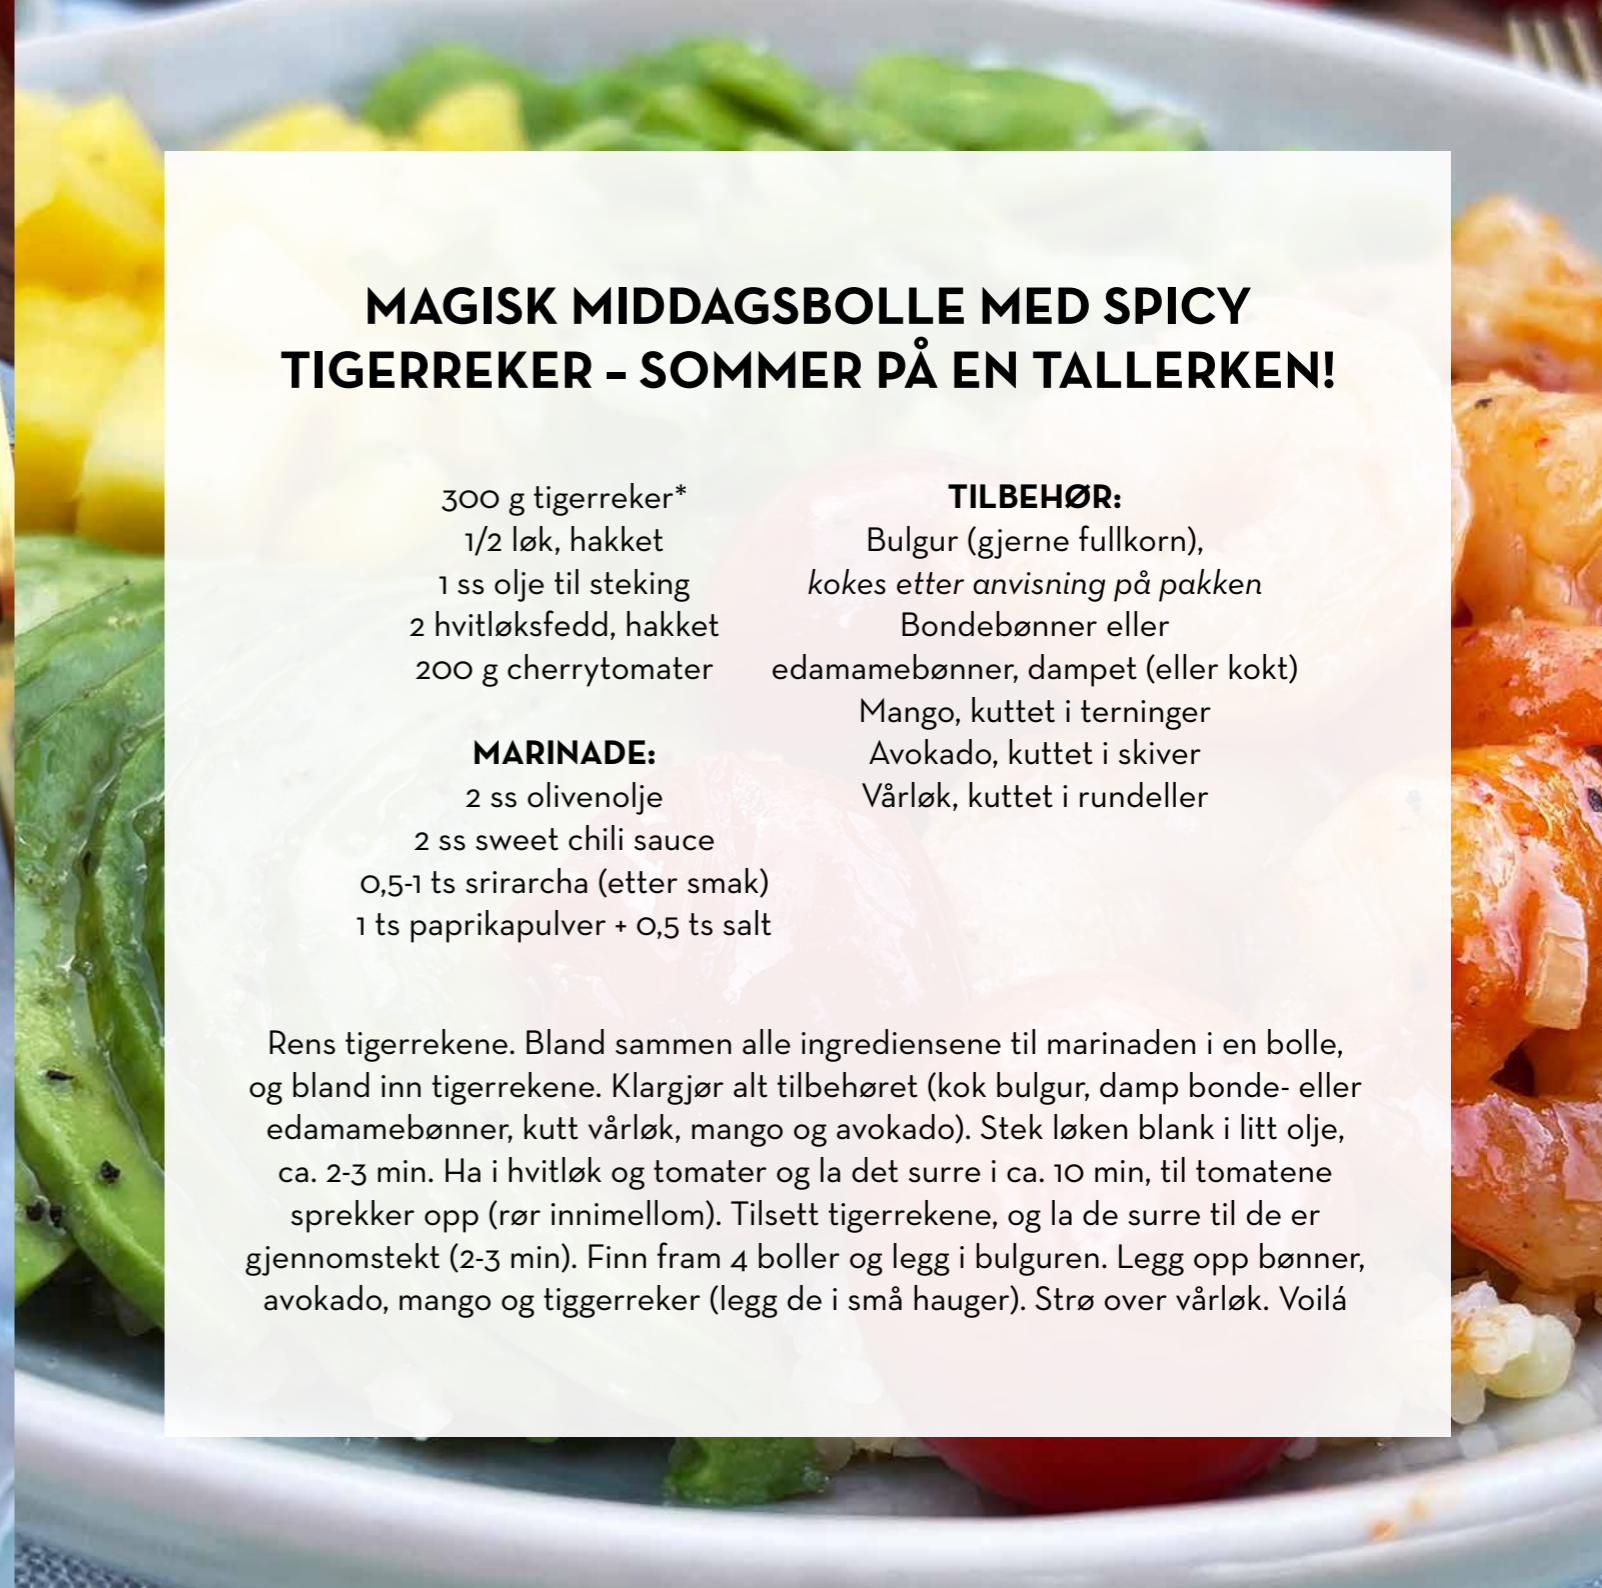 MAGISK MIDDAGSBOLLE MED SPICY
TIGERREKER – SOMMER PÅ EN TALLERKEN!
300 g tigerreker*
1/2 løk, hakket
1 ss olje til steking
2 hvitløksfedd, hakket
200 g cherrytomater
MARINADE:
2 ss olivenolje
2 ss sweet chili sauce
0,5-1 ts srirarcha (etter smak)
1 ts paprikapulver + 0,5 ts salt
TILBEHØR:
Bulgur (gjerne fullkorn),
kokes etter anvisning på pakken
Bondebønner eller
edamamebønner, dampet (eller kokt)
Mango, kuttet i terninger
Avokado, kuttet i skiver
Vårløk, kuttet i rundeller
Rens tigerrekene. Bland sammen alle ingrediensene til marinaden i en bolle,
og bland inn tigerrekene. Klargjør alt tilbehøret (kok bulgur, damp bonde- eller
edamamebønner, kutt vårløk, mango og avokado). Stek løken blank i litt olje,
ca. 2-3 min. Ha i hvitløk og tomater og la det surre i ca. 10 min, til tomatene
sprekker opp (rør innimellom). Tilsett tigerrekene, og la de surre til de er
gjennomstekt (2-3 min). Finn fram 4 boller og legg i bulguren. Legg opp bønner,
avokado, mango og tiggerreker (legg de i små hauger). Strø over vårløk. Voilá